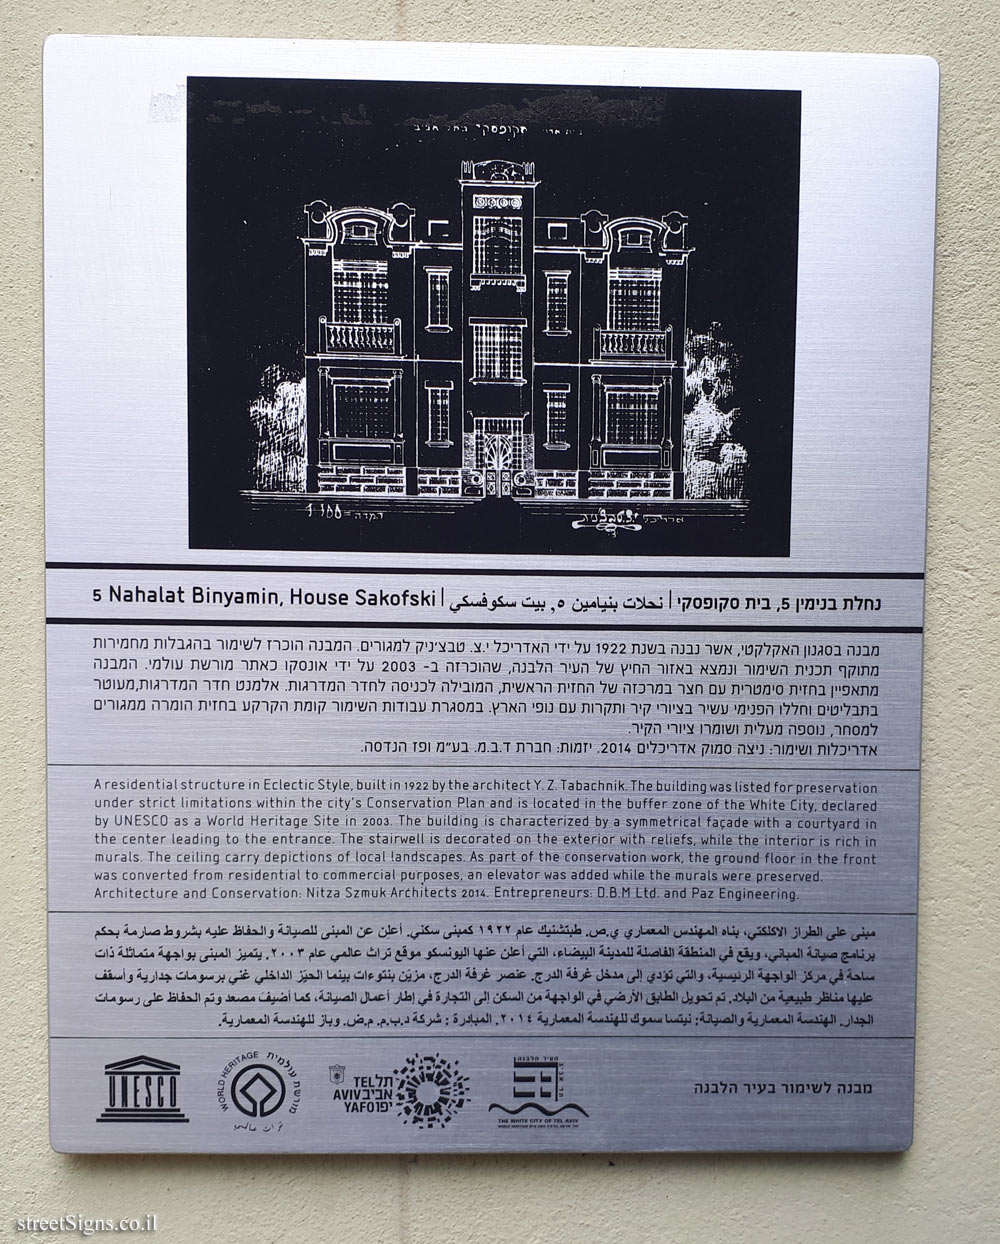 סקופסקי בתל אביב
המדה = 1:100
אדריכל
נחלת בנימין 5, בית סקופסקי | نحلات بنيامين ٥, بيت سكوفسكي | 5 Nahalat Binyamin, House Sakofski
מבנה בסגנון האקלקטי, אשר נבנה בשנת 1922 על ידי האדריכל י.צ. טבצ'ניק למגורים. המבנה הוכרז לשימור בהגבלות מחמירות
מתוקף תכנית השימור ונמצא באזור החיץ של העיר הלבנה, שהוכרזה ב- 2003 על ידי אונסקו כאתר מורשת עולמי. המבנה
מתאפיין בחזית סימטרית עם חצר במרכזה של החזית הראשית, המובילה לכניסה לחדר המדרגות. אלמנט חדר המדרגות,מעוטר
בתבליטים וחללו הפנימי עשיר בציורי קיר ותקרות עם נופי הארץ. במסגרת עבודות השימור קומת הקרקע בחזית הומרה ממגורים
למסחר, נוספה מעלית ושומרו ציורי הקיר.
אדריכלות ושימור: ניצה סמוק אדריכלים 2014. יזמות: חברת ד.ב.מ. בע"מ ופז הנדסה.
A residential structure in Eclectic Style, built in 1922 by the architect Y. Z. Tabachnik. The building was listed for preservation
under strict limitations within the city's Conservation Plan and is located in the buffer zone of the White City, declared
by UNESCO as a World Heritage Site in 2003. The building is characterized by a symmetrical façade with a courtyard in
the center leading to the entrance. The stairwell is decorated on the exterior with reliefs, while the interior is rich in
murals. The ceiling carry depictions of local landscapes. As part of the conservation work, the ground floor in the front
was converted from residential to commercial purposes, an elevator was added while the murals were preserved.
Architecture and Conservation: Nitza Szmuk Architects 2014. Entrepreneurs: D.B.M Ltd. and Paz Engineering.
مبنى على الطراز الاكلكتي، بناه المهندس المعماري ي.ص. طبتشنيك عام ١٩٢٢ كمبنى سكني. أعلن عن المبنى للصيانة والحفاظ عليه بشروط صارمة بحكم
برنامج صيانة المباني، ويقع في المنطقة الفاصلة للمدينة البيضاء، التي أعلن عنها اليونسكو موقع تراث عالمي عام ٢٠٠٣. يتميز المبنى بواجهة متماثلة ذات
ساحة في مركز الواجهة الرئيسية، والتي تؤدي إلى مدخل غرفة الدرج. عنصر غرفة الدرج، مزيّن بنتوءات بينما الحيّز الداخلي غني برسومات جدارية وأسقف
عليها مناظر طبيعية من البلاد. تم تحويل الطابق الأرضي في الواجهة من السكن إلى التجارة في إطار أعمال الصيانة، كما أضيف مصعد وتم الحفاظ على رسومات
الجدار. الهندسة المعمارية والصيانة: نيتسا سموك للهندسة المعمارية ٢٠١٤. المبادرة : شركة د.ب.م. م.ض. وباز للهندسة المعمارية.
UNESCO
WORLD HERITAGE מורשת עולמית
TEL תל
AVIV אביב
YAFO יפו
העיר הלבנה
THE WHITE CITY OF TEL AVIV
מבנה לשימור בעיר הלבנה
streetSigns.co.il